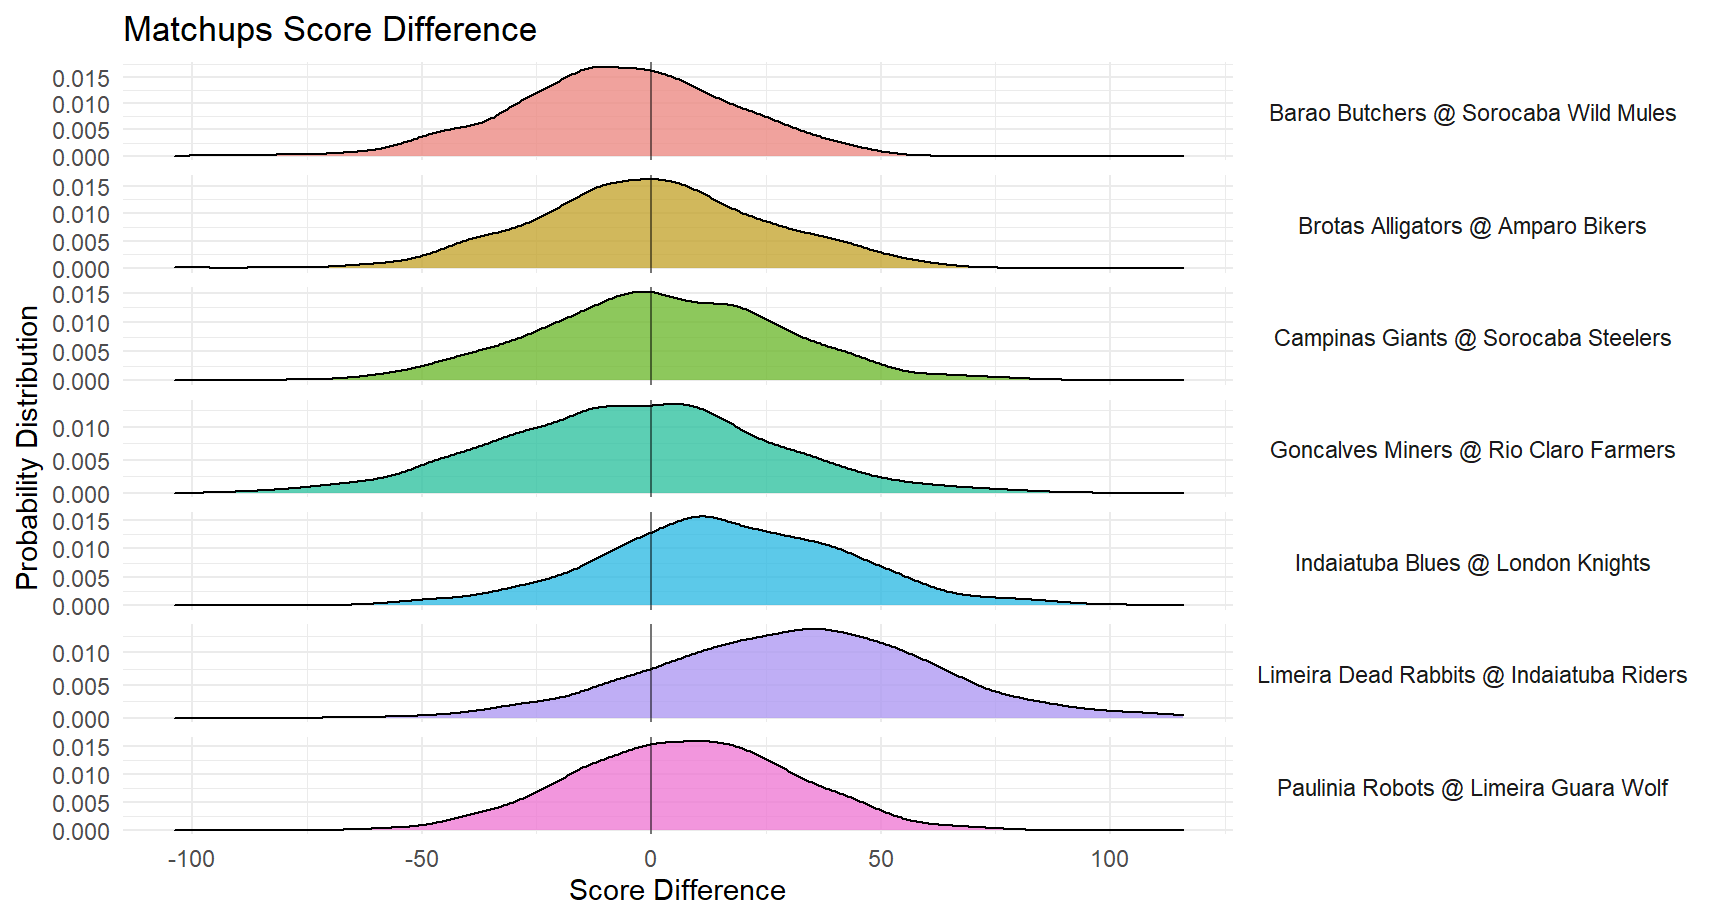 Matchups Score Difference
0.015
0.010
0.005
0.000
Barao Butchers @ Sorocaba Wild Mules
0.015
0.010
0.005
0.000
Brotas Alligators @ Amparo Bikers
0.015
0.010
0.005
0.000
Campinas Giants @ Sorocaba Steelers
0.010
0.005
0.000
Goncalves Miners @ Rio Claro Farmers
0.015
0.010
0.005
0.000
Indaiatuba Blues @ London Knights
0.010
0.005
0.000
Limeira Dead Rabbits @ Indaiatuba Riders
0.015
0.010
0.005
0.000
Paulinia Robots @ Limeira Guara Wolf
Probability Distribution
-100 -50 0 50 100
Score Difference